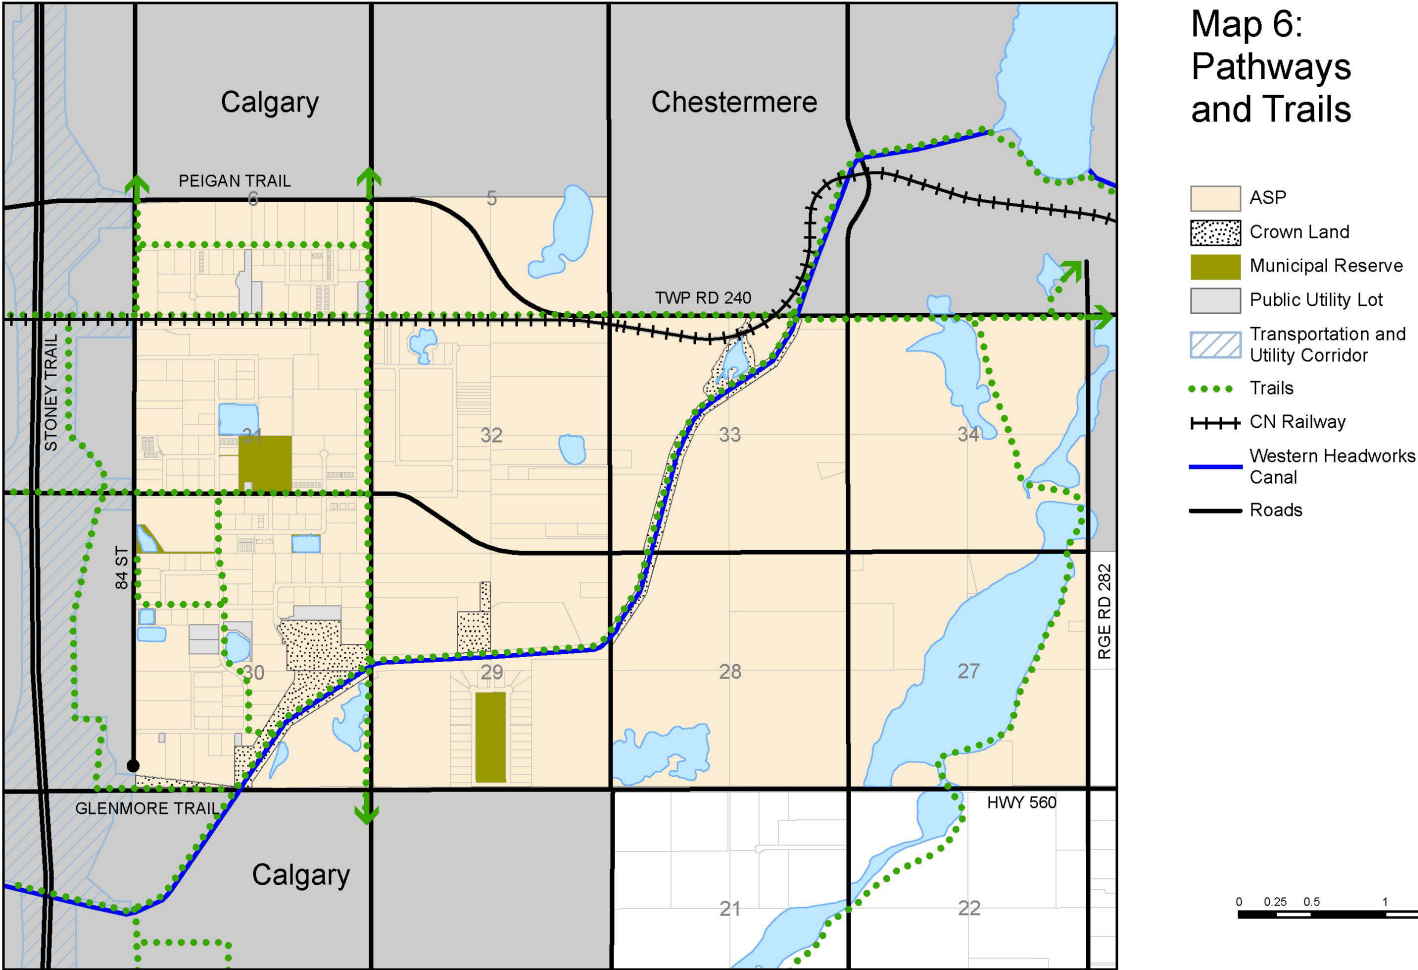 Map 6:
Pathways
and Trails
Calgary
Chestermere
PEIGAN TRAIL
6
5
TWP RD 240
STONEY TRAIL
31
32
33
34
84 ST
RGE RD 282
30
29
28
27
GLENMORE TRAIL
HWY 560
Calgary
21
22
ASP
Crown Land
Municipal Reserve
Public Utility Lot
Transportation and
Utility Corridor
Trails
CN Railway
Western Headworks
Canal
Roads
0 0.25 0.5 1